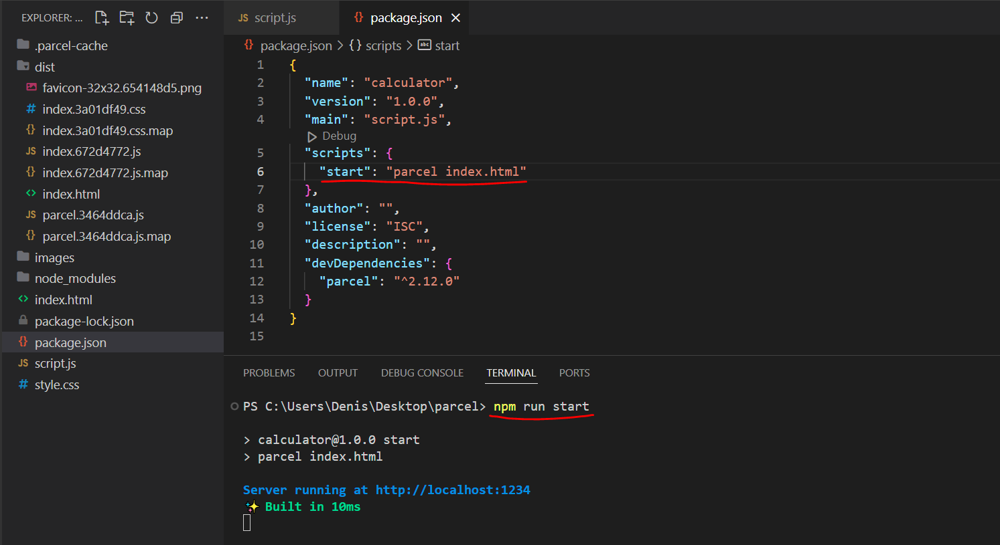 EXPLORER: ...
.parcel-cache
dist
favicon-32x32.654148d5.png
# index.3a01df49.css
{} index.3a01df49.css.map
JS index.672d4772.js
{} index.672d4772.js.map
<> index.html
JS parcel.3464ddca.js
{} parcel.3464ddca.js.map
images
node_modules
<> index.html
package-lock.json
{} package.json
JS script.js
# style.css
JS script.js
{} package.json
{} package.json > {} scripts > abc start
1 {
2 "name": "calculator",
3 "version": "1.0.0",
4 "main": "script.js",
Debug
5 "scripts": {
6 "start": "parcel index.html"
7 },
8 "author": "",
9 "license": "ISC",
10 "description": "",
11 "devDependencies": {
12 "parcel": "^2.12.0"
13 }
14 }
15
PROBLEMS OUTPUT DEBUG CONSOLE TERMINAL PORTS
PS C:\Users\Denis\Desktop\parcel> npm run start
> calculator@1.0.0 start
> parcel index.html
Server running at http://localhost:1234
✨ Built in 10ms